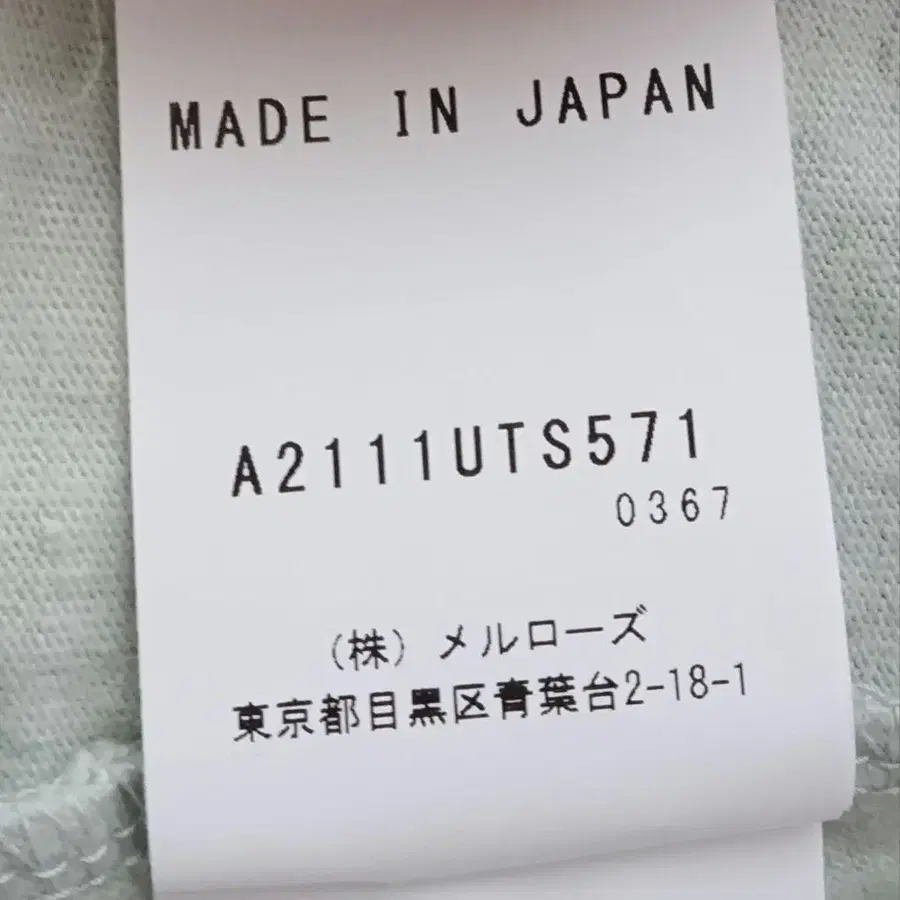 MADE IN JAPAN
A2111UTS571
0367
（株）メルローズ
東京都目黒区青葉台2-18-1